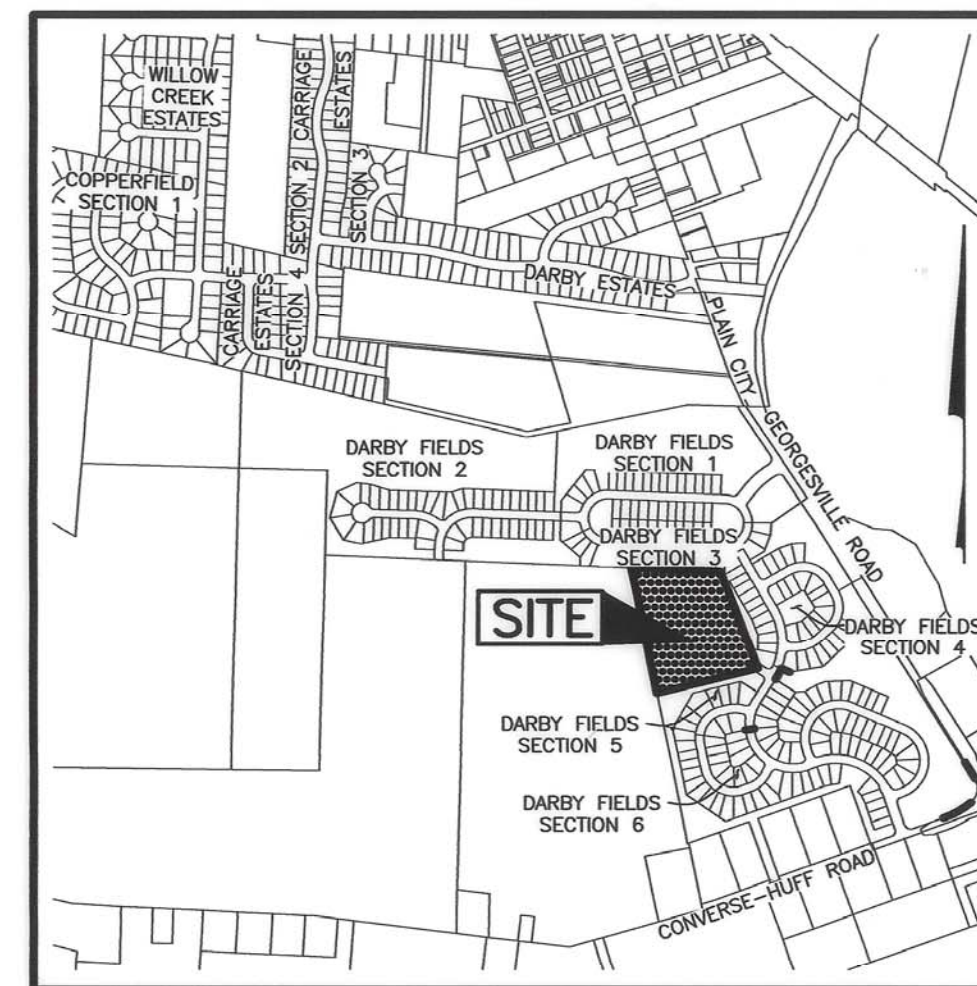 WILLOW
CREEK
ESTATES
COPPERFIELD
SECTION 1
CARRIAGE
ESTATES
SECTION 2
SECTION 3
CARRIAGE
ESTATES
SECTION 4
DARBY ESTATES
PLAIN CITY-GEORGESVILLE ROAD
DARBY FIELDS
SECTION 2
DARBY FIELDS
SECTION 1
DARBY FIELDS
SECTION 3
SITE
DARBY FIELDS
SECTION 4
DARBY FIELDS
SECTION 5
DARBY FIELDS
SECTION 6
CONVERSE-HUFF ROAD